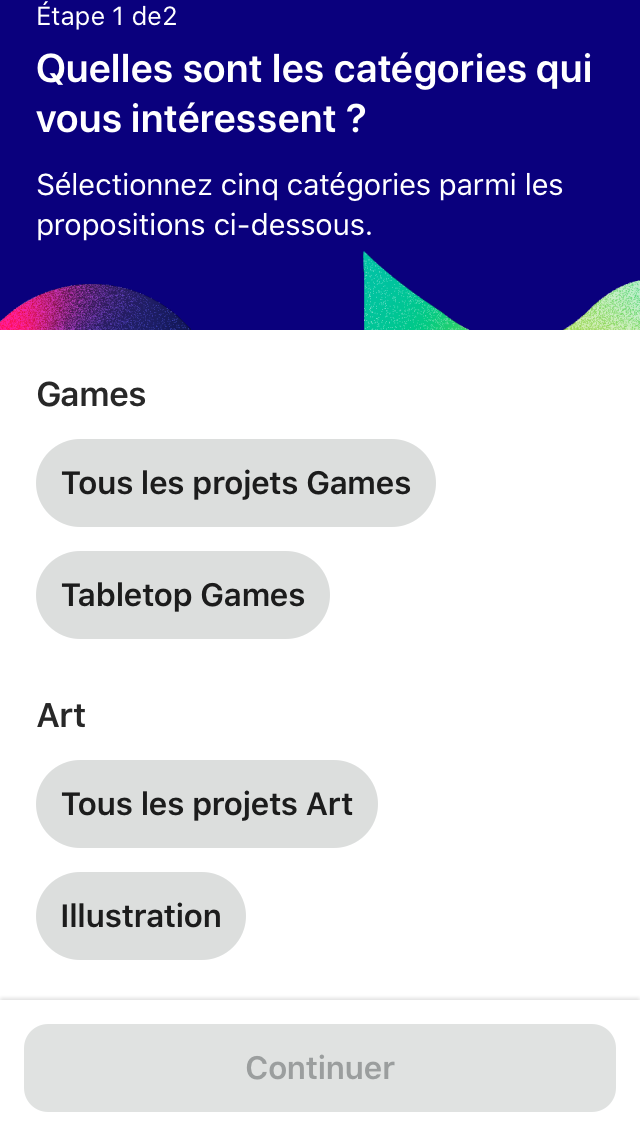 Étape 1 de2
Quelles sont les catégories qui
vous intéressent ?
Sélectionnez cinq catégories parmi les
propositions ci-dessous.
Games
Tous les projets Games
Tabletop Games
Art
Tous les projets Art
Illustration
Continuer